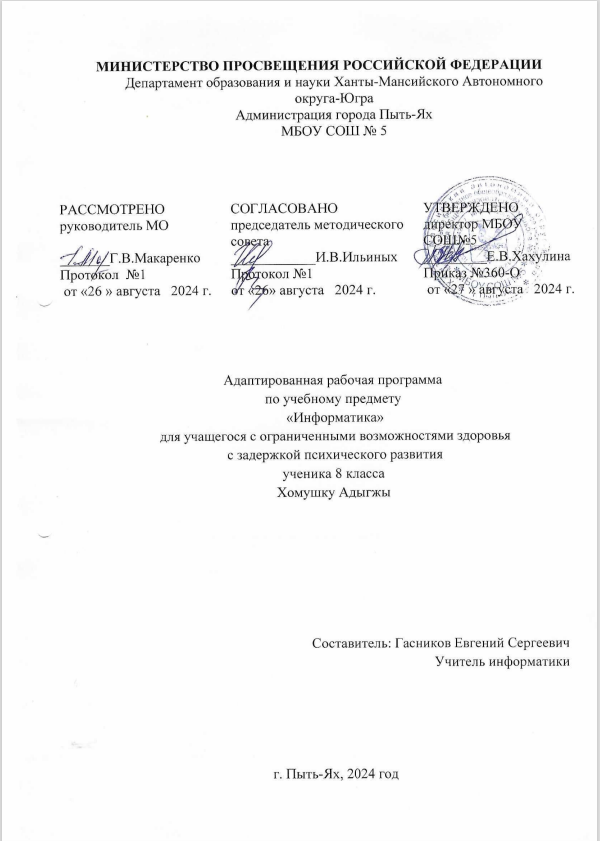 МИНИСТЕРСТВО ПРОСВЕЩЕНИЯ РОССИЙСКОЙ ФЕДЕРАЦИИ
Департамент образования и науки Ханты-Мансийского Автономного
округа-Югра
Администрация города Пыть-Ях
МБОУ СОШ № 5
РАССМОТРЕНО
руководитель МО
Г.В.Макаренко
Протокол №1
от «26 » августа 2024 г.
СОГЛАСОВАНО
председатель методического
совета
И.В.Ильиных
Протокол №1
от «26» августа 2024 г.
УТВЕРЖДЕНО
директор МБОУ
СОШ№5
Е.В.Хахулина
Приказ №360-О
от «27 » августа 2024 г.
Адаптированная рабочая программа
по учебному предмету
«Информатика»
для учащегося с ограниченными возможностями здоровья
с задержкой психического развития
ученика 8 класса
Хомушку Адыгжы
Составитель: Гасников Евгений Сергеевич
Учитель информатики
г. Пыть-Ях, 2024 год